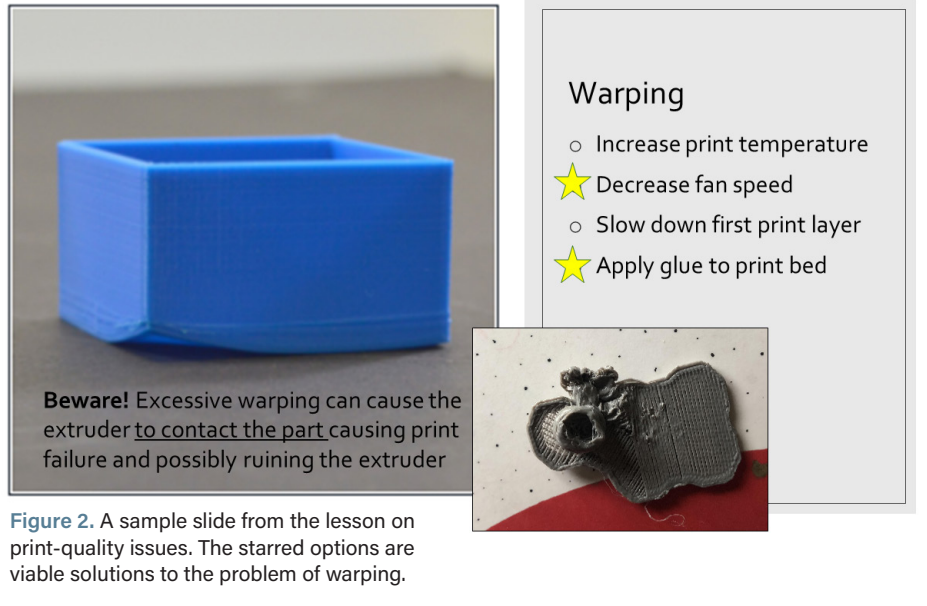 Warping
Increase print temperature
Decrease fan speed
Slow down first print layer
Apply glue to print bed
Beware! Excessive warping can cause the
extruder to contact the part causing print
failure and possibly ruining the extruder
Figure 2. A sample slide from the lesson on
print-quality issues. The starred options are
viable solutions to the problem of warping.